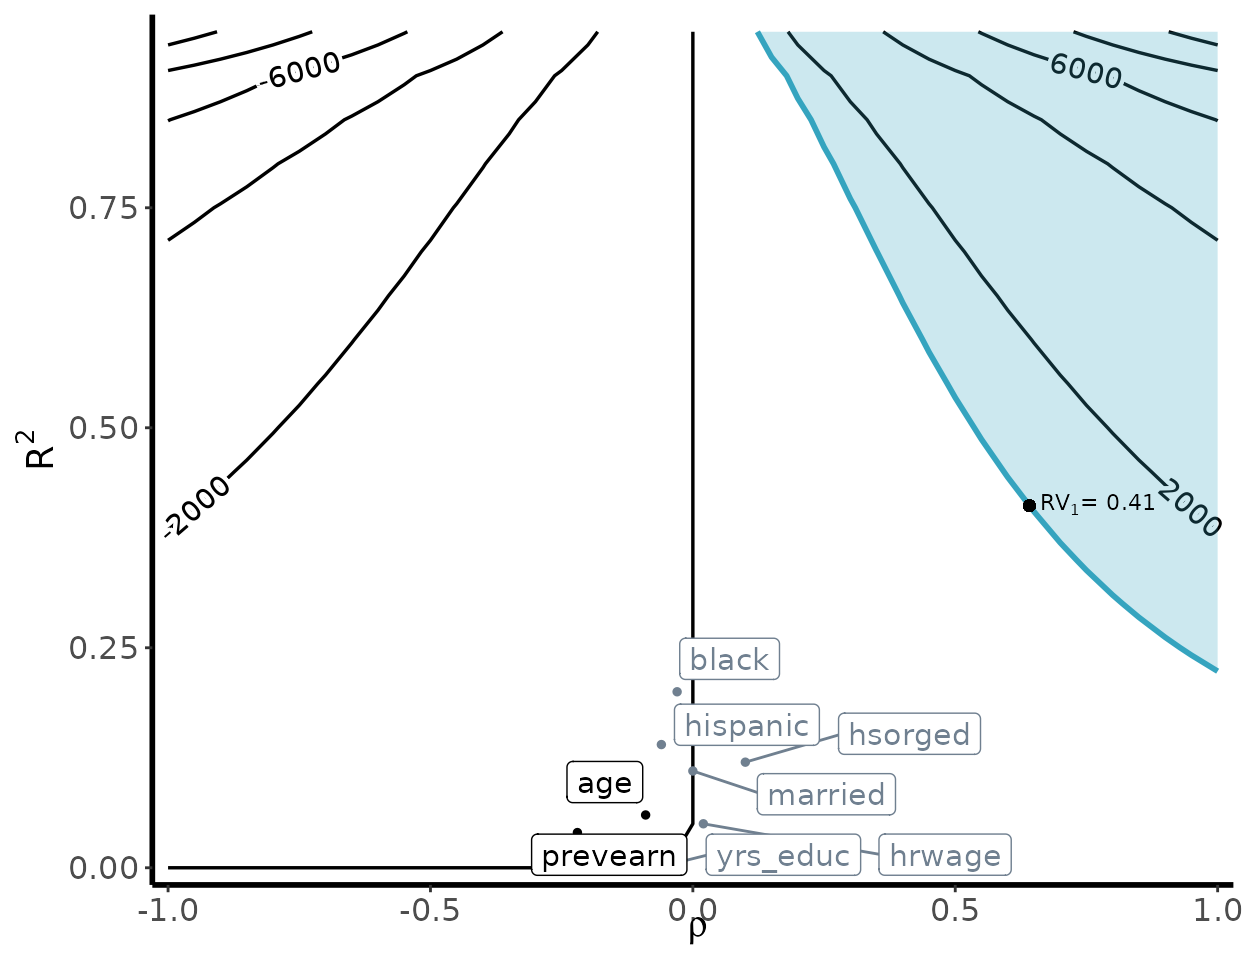 -6000
6000
0.75
R²
0.50
-2000
RV₁= 0.41
2000
0.25
black
hispanic
hsorged
age
married
prevearn
yrs_educ
hrwage
0.00
-1.0
-0.5
0.0
0.5
1.0
ρ